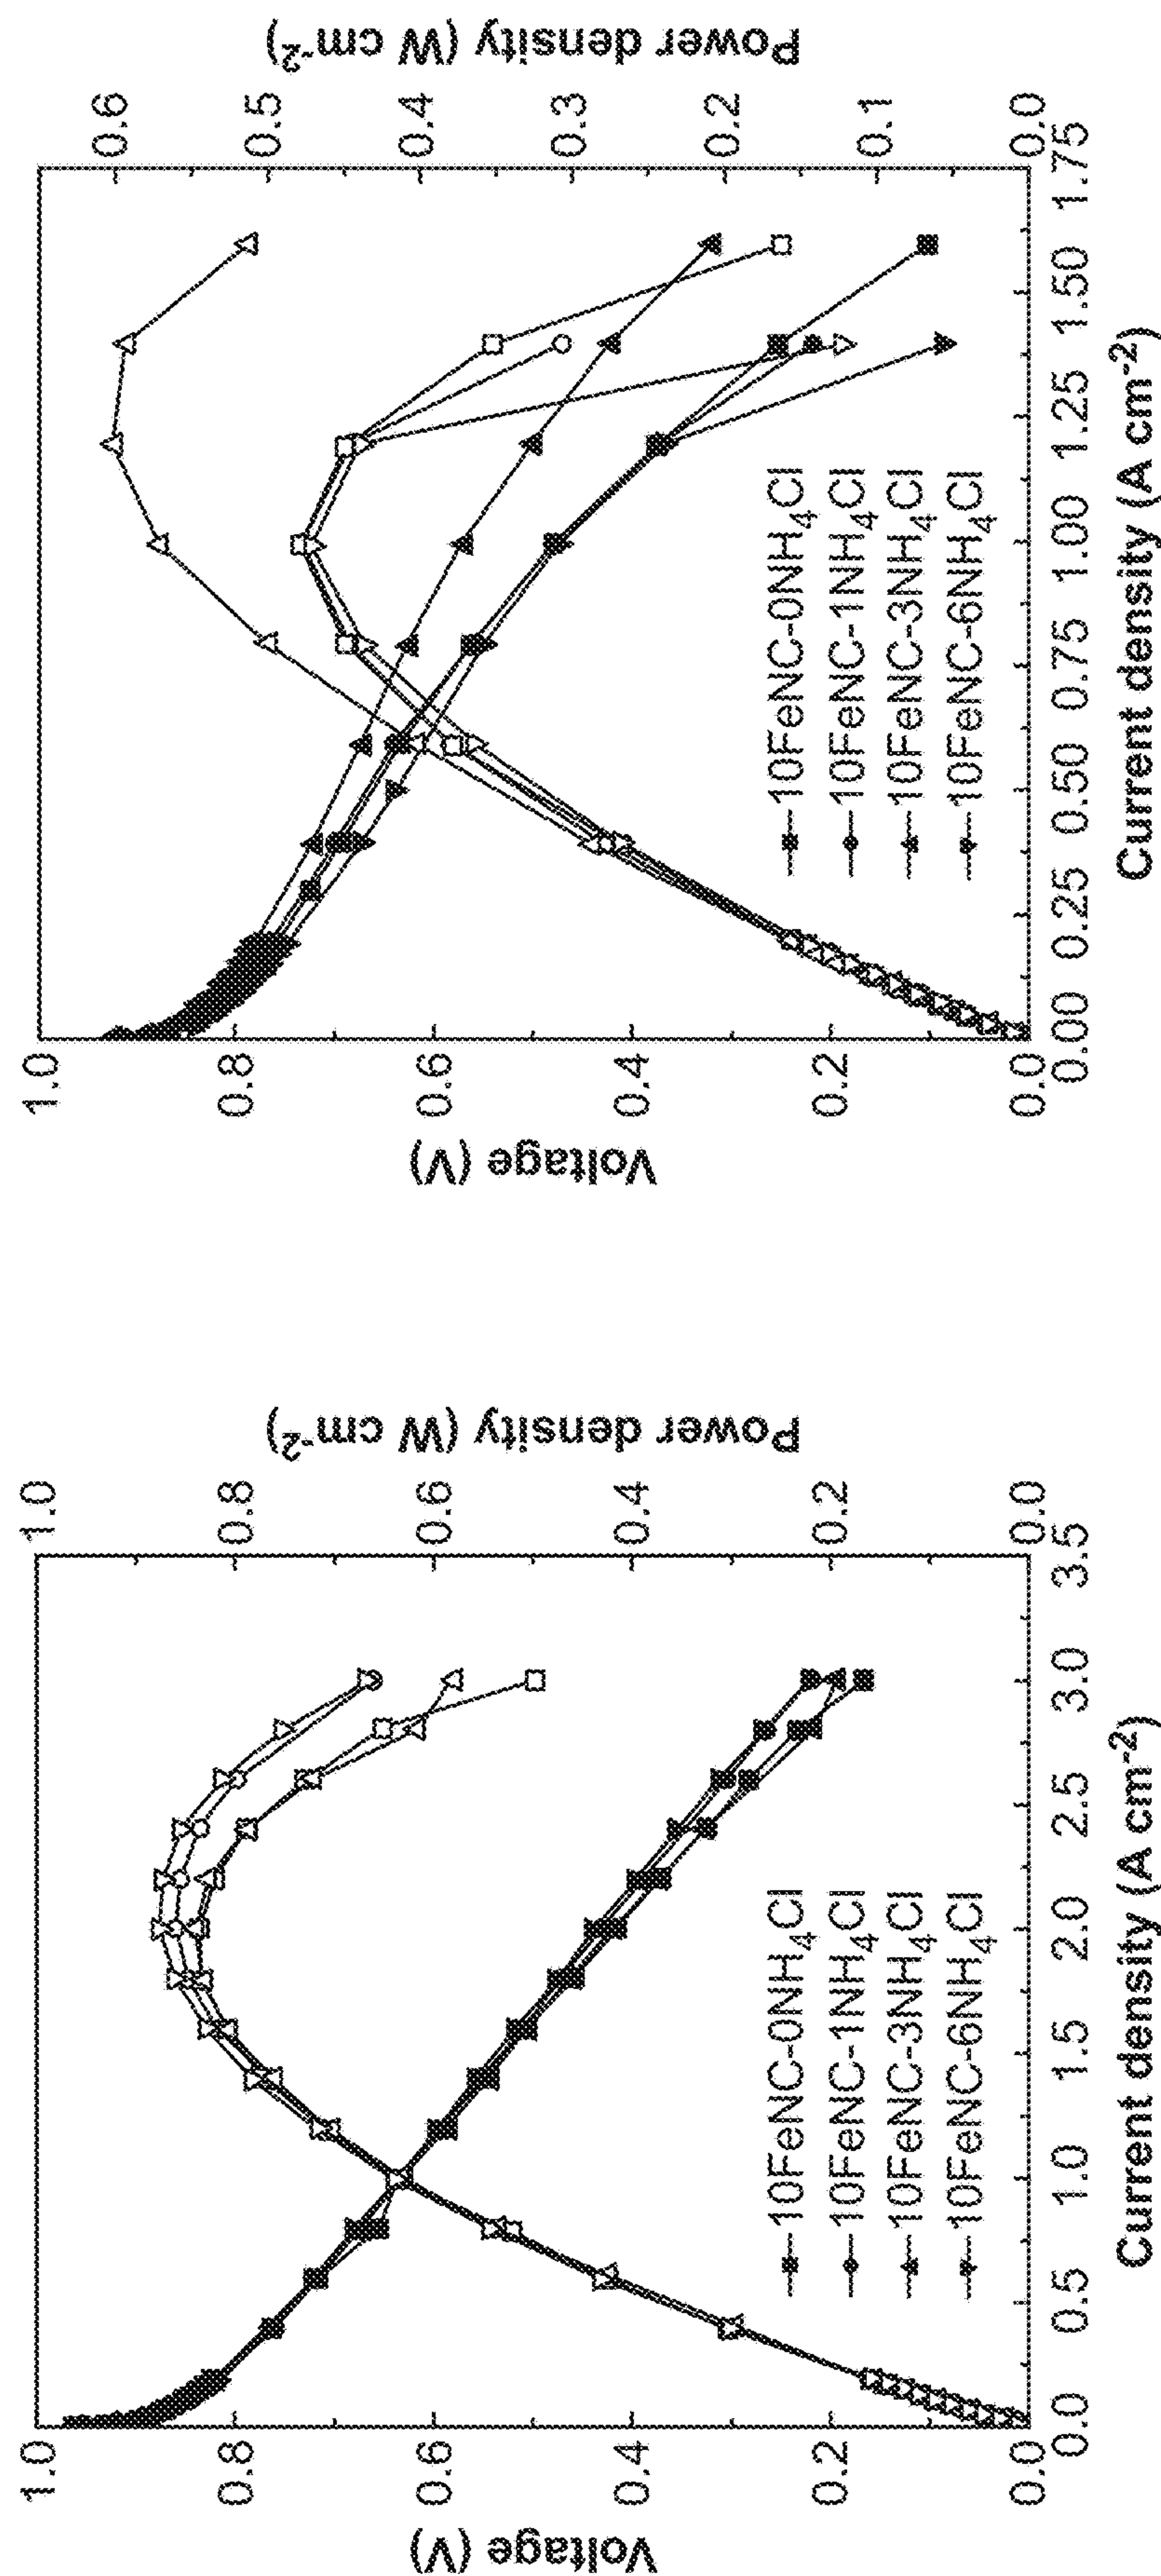 1.0
0.8
0.6
0.4
0.2
0.0
Voltage (V)
0.0
0.5
1.0
1.5
2.0
2.5
3.0
3.5
Current density (A cm⁻²)
1.0
0.8
0.6
0.4
0.2
0.0
Power density (W cm⁻²)
10FeNC-0NH₄Cl
10FeNC-1NH₄Cl
10FeNC-3NH₄Cl
10FeNC-6NH₄Cl
1.0
0.8
0.6
0.4
0.2
0.0
Voltage (V)
0.00
0.25
0.50
0.75
1.00
1.25
1.50
1.75
Current density (A cm⁻²)
0.6
0.5
0.4
0.3
0.2
0.1
0.0
Power density (W cm⁻²)
10FeNC-0NH₄Cl
10FeNC-1NH₄Cl
10FeNC-3NH₄Cl
10FeNC-6NH₄Cl